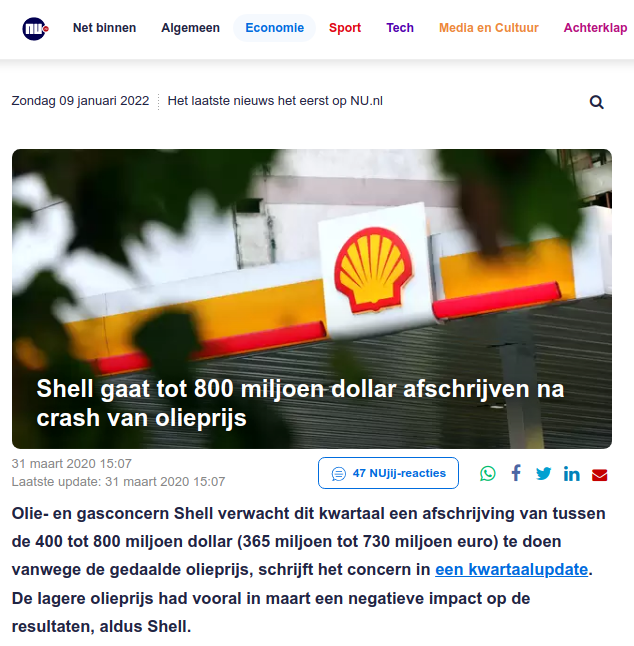 NU.nl
Net binnen Algemeen Economie Sport Tech Media en Cultuur Achterklap
Zondag 09 januari 2022 Het laatste nieuws het eerst op NU.nl
Shell gaat tot 800 miljoen dollar afschrijven na
crash van olieprijs
31 maart 2020 15:07
Laatste update: 31 maart 2020 15:07
47 NUjij-reacties
Olie- en gasconcern Shell verwacht dit kwartaal een afschrijving van tussen
de 400 tot 800 miljoen dollar (365 miljoen tot 730 miljoen euro) te doen
vanwege de gedaalde olieprijs, schrijft het concern in een kwartaalupdate.
De lagere olieprijs had vooral in maart een negatieve impact op de
resultaten, aldus Shell.